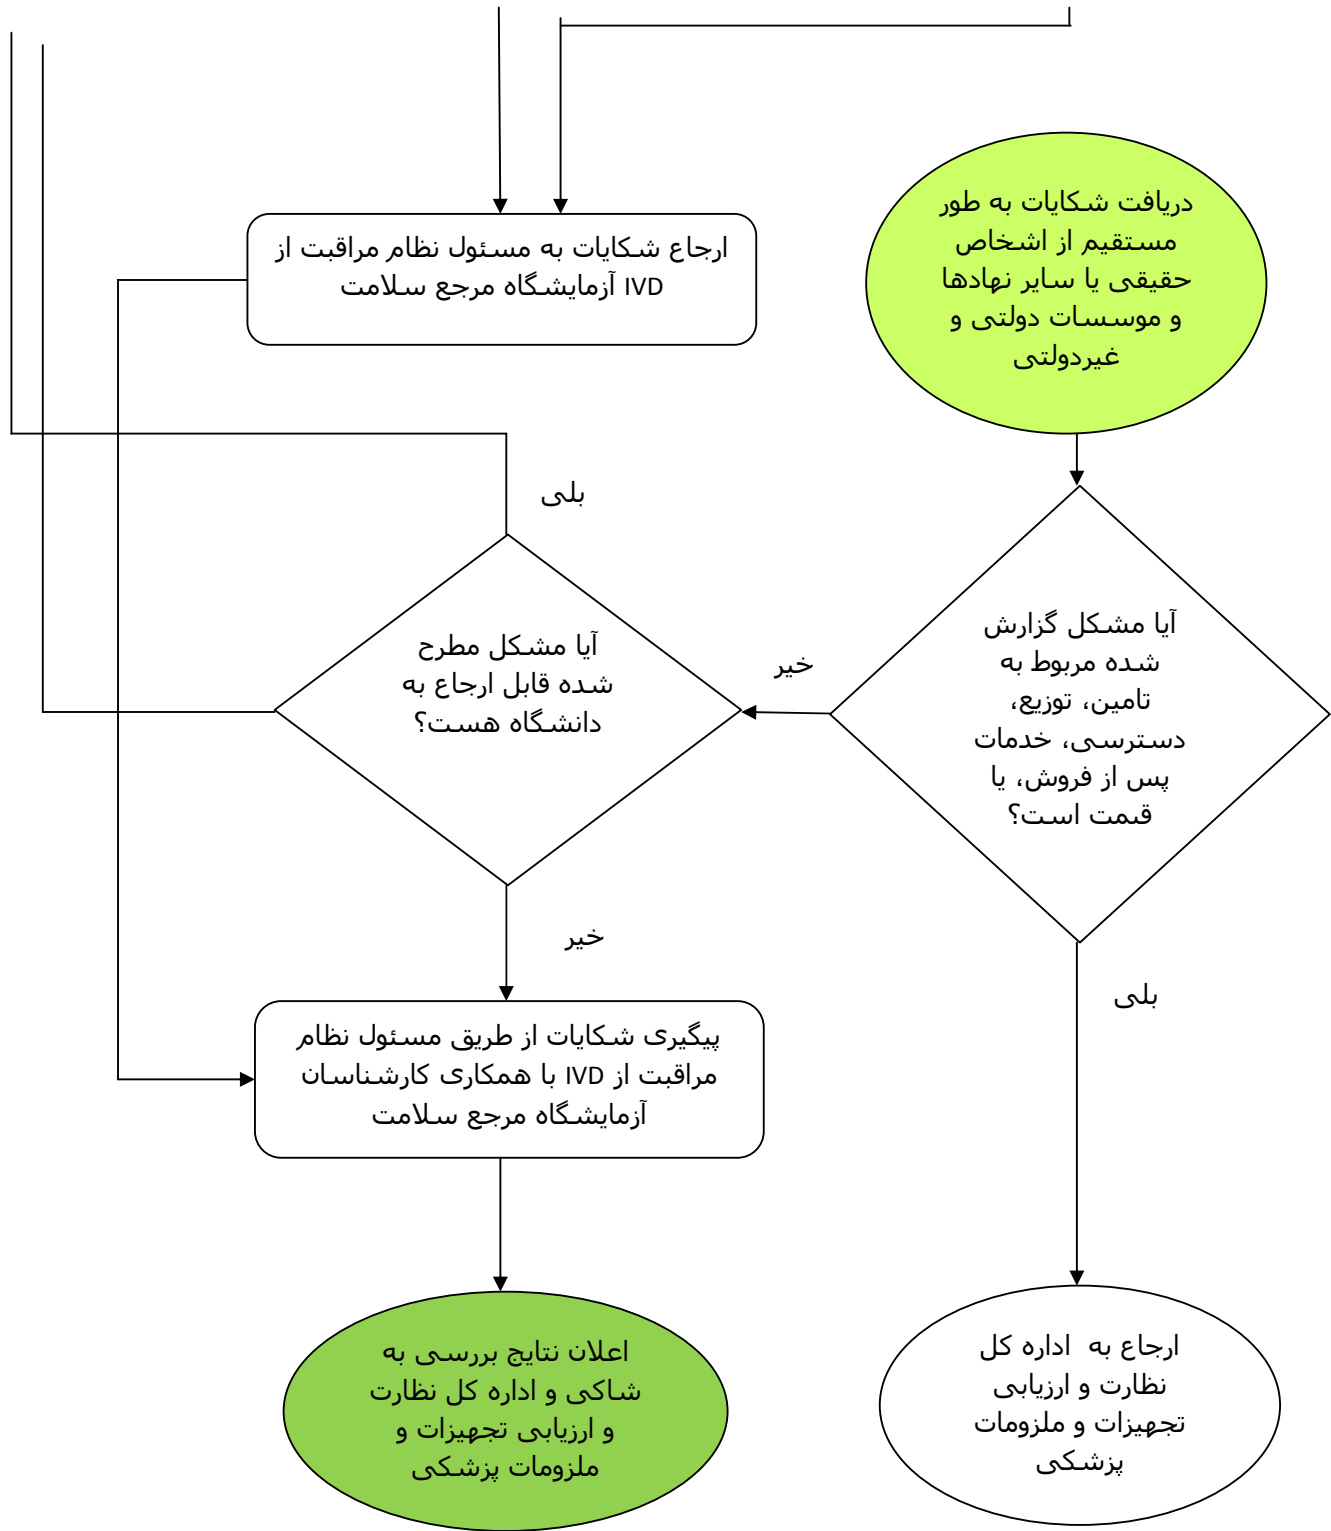 دریافت شکایات به طور
مستقیم از اشخاص
حقیقی یا سایر نهادها
و موسسات دولتی و
غیردولتی
ارجاع شکایات به مسئول نظام مراقبت از
IVD آزمایشگاه مرجع سلامت
بلی
آیا مشکل گزارش
شده مربوط به
تامین، توزیع،
دسترسی، خدمات
پس از فروش، یا
قیمت است؟
خیر
آیا مشکل مطرح
شده قابل ارجاع به
دانشگاه هست؟
خیر
بلی
پیگیری شکایات از طریق مسئول نظام
مراقبت از IVD با همکاری کارشناسان
آزمایشگاه مرجع سلامت
ارجاع به اداره کل
نظارت و ارزیابی
تجهیزات و ملزومات
پزشکی
اعلان نتایج بررسی به
شاکی و اداره کل نظارت
و ارزیابی تجهیزات و
ملزومات پزشکی